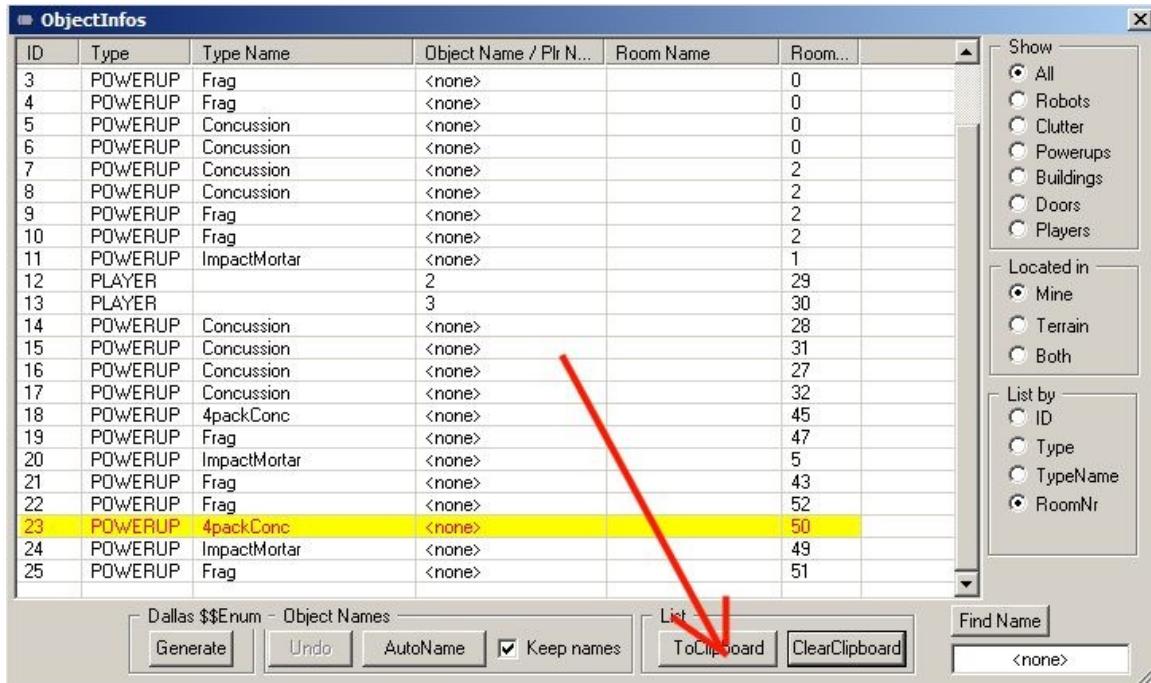 ObjectInfos
ID Type Type Name Object Name / Plr N... Room Name Room...
3 POWERUP Frag <none> 0
4 POWERUP Frag <none> 0
5 POWERUP Concussion <none> 0
6 POWERUP Concussion <none> 0
7 POWERUP Concussion <none> 2
8 POWERUP Concussion <none> 2
9 POWERUP Frag <none> 2
10 POWERUP Frag <none> 2
11 POWERUP ImpactMortar <none> 1
12 PLAYER 2 29
13 PLAYER 3 30
14 POWERUP Concussion <none> 28
15 POWERUP Concussion <none> 31
16 POWERUP Concussion <none> 27
17 POWERUP Concussion <none> 32
18 POWERUP 4packConc <none> 45
19 POWERUP Frag <none> 47
20 POWERUP ImpactMortar <none> 5
21 POWERUP Frag <none> 43
22 POWERUP Frag <none> 52
23 POWERUP 4packConc <none> 50
24 POWERUP ImpactMortar <none> 49
25 POWERUP Frag <none> 51
Show
All
Robots
Clutter
Powerups
Buildings
Doors
Players
Located in
Mine
Terrain
Both
List by
ID
Type
TypeName
RoomNr
Dallas $$Enum - Object Names
Generate Undo AutoName Keep names
List
ToClipboard ClearClipboard
Find Name
<none>